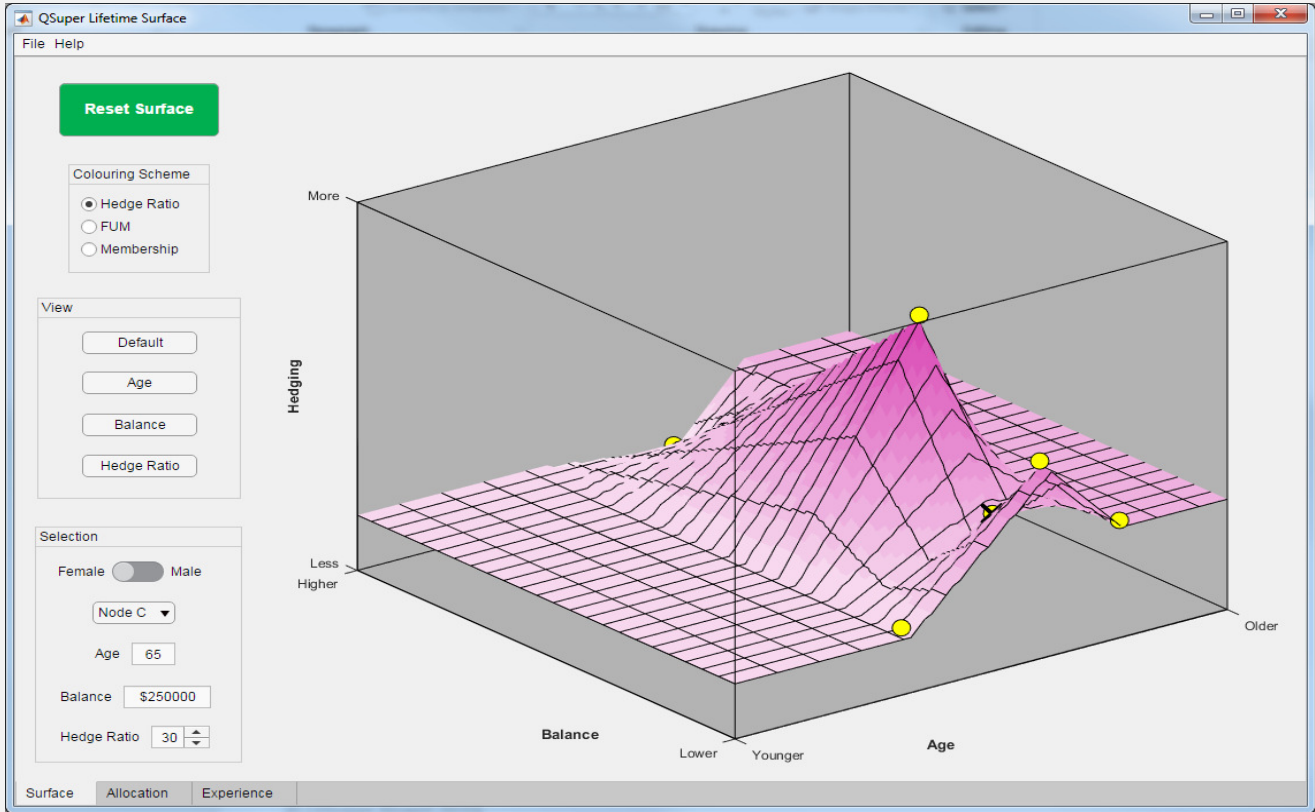 QSuper Lifetime Surface
File Help
Reset Surface
Colouring Scheme
Hedge Ratio
FUM
Membership
View
Default
Age
Balance
Hedge Ratio
Selection
Female Male
Node C
Age 65
Balance $250000
Hedge Ratio 30
More
Hedging
Less
Higher
Balance
Lower
Younger
Age
Older
Surface Allocation Experience